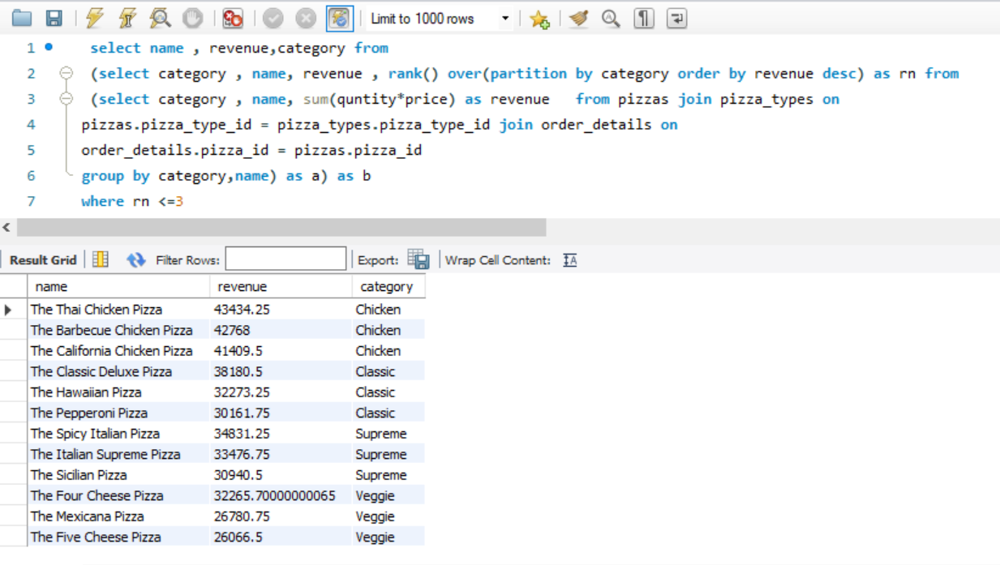 Limit to 1000 rows
1 select name , revenue,category from
2 (select category , name, revenue , rank() over(partition by category order by revenue desc) as rn from
3 (select category , name, sum(quntity*price) as revenue from pizzas join pizza_types on
4 pizzas.pizza_type_id = pizza_types.pizza_type_id join order_details on
5 order_details.pizza_id = pizzas.pizza_id
6 group by category,name) as a) as b
7 where rn <=3
Result Grid Filter Rows: Export: Wrap Cell Content: IA
name revenue category
The Thai Chicken Pizza 43434.25 Chicken
The Barbecue Chicken Pizza 42768 Chicken
The California Chicken Pizza 41409.5 Chicken
The Classic Deluxe Pizza 38180.5 Classic
The Hawaiian Pizza 32273.25 Classic
The Pepperoni Pizza 30161.75 Classic
The Spicy Italian Pizza 34831.25 Supreme
The Italian Supreme Pizza 33476.75 Supreme
The Sicilian Pizza 30940.5 Supreme
The Four Cheese Pizza 32265.70000000065 Veggie
The Mexicana Pizza 26780.75 Veggie
The Five Cheese Pizza 26066.5 Veggie